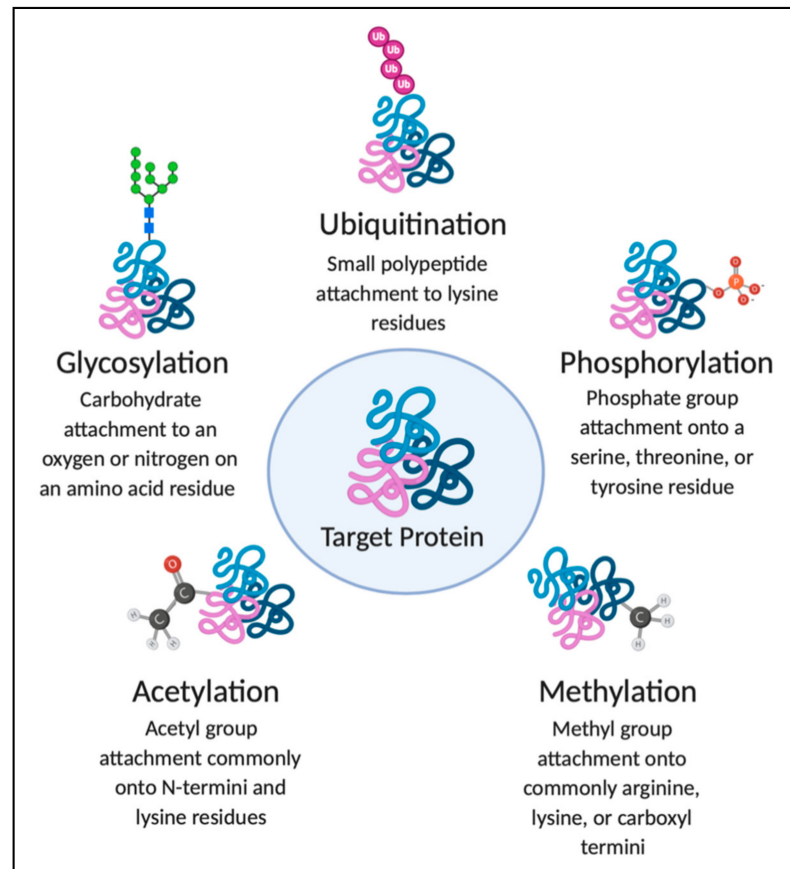 Ub
Ub
Ub
Ub
Ubiquitination
Small polypeptide
attachment to lysine
residues
Glycosylation
Carbohydrate
attachment to an
oxygen or nitrogen on
an amino acid residue
O
P
O
O
-
O
-
Phosphorylation
Phosphate group
attachment onto a
serine, threonine, or
tyrosine residue
Target Protein
O
C
H
C
H
H
Acetylation
Acetyl group
attachment commonly
onto N-termini and
lysine residues
H
C
H
H
Methylation
Methyl group
attachment onto
commonly arginine,
lysine, or carboxyl
termini